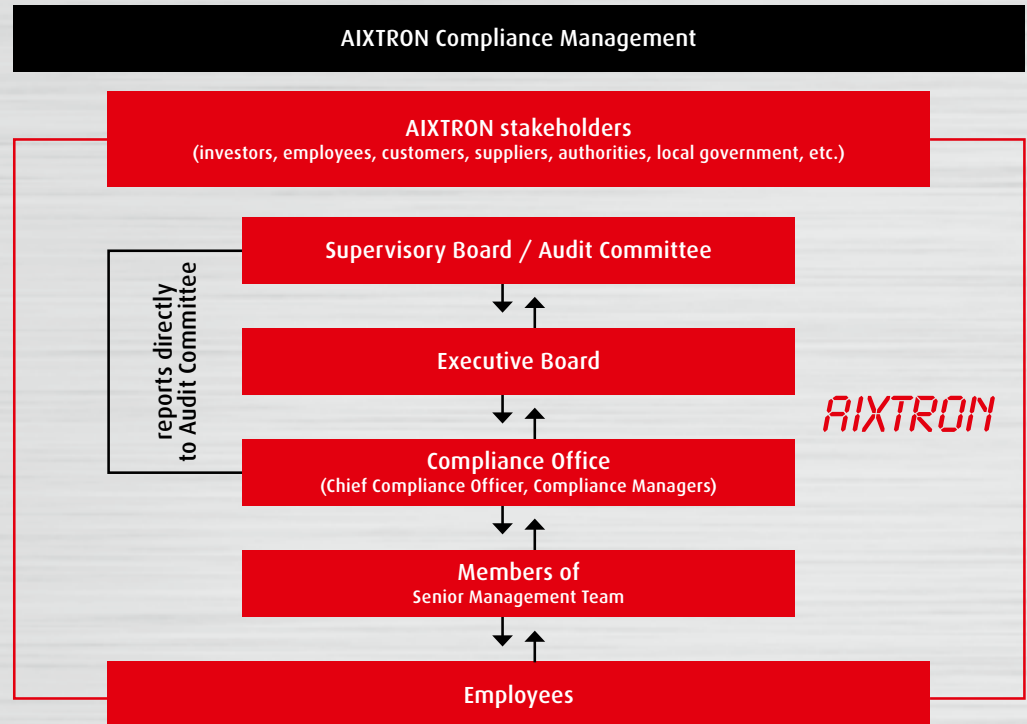 AIXTRON Compliance Management
AIXTRON stakeholders
(investors, employees, customers, suppliers, authorities, local government, etc.)
Supervisory Board / Audit Committee
reports directly
to Audit Committee
Executive Board
AIXTRON
Compliance Office
(Chief Compliance Officer, Compliance Managers)
Members of
Senior Management Team
Employees